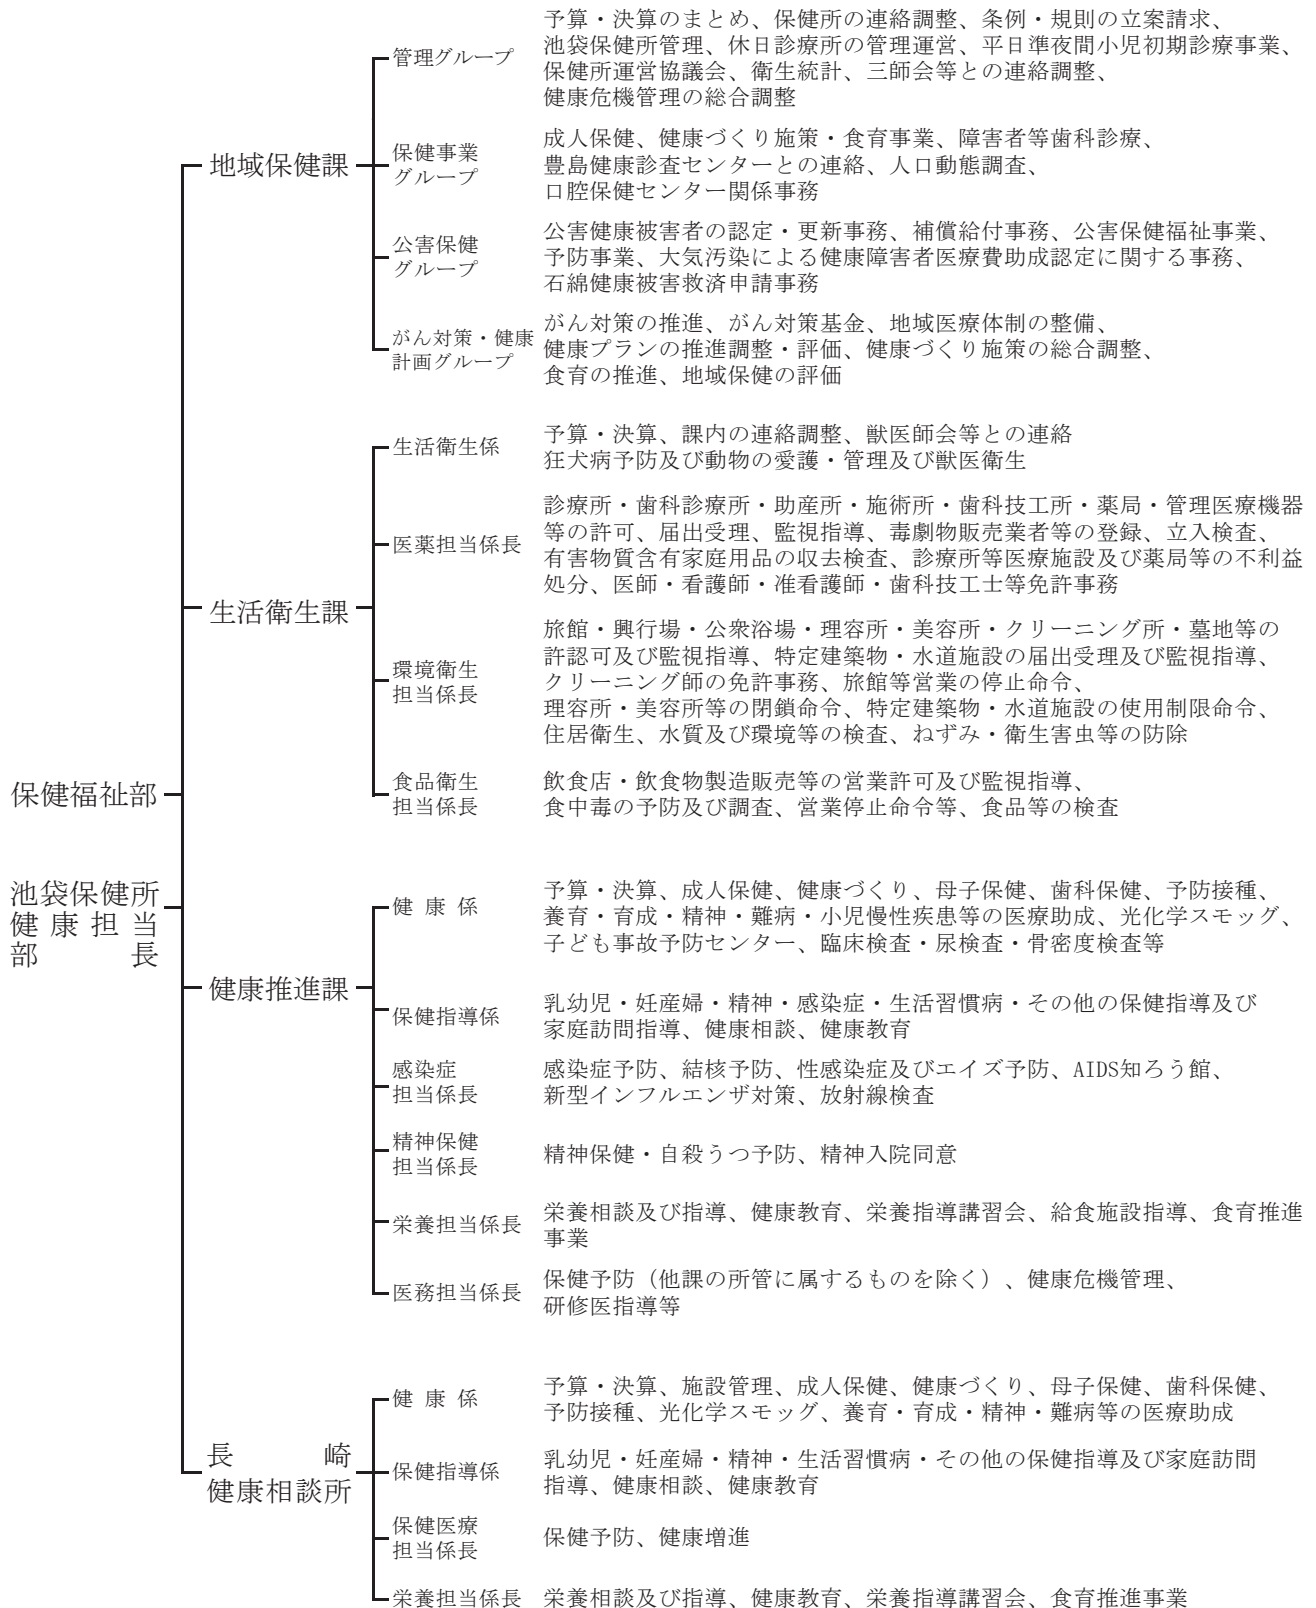 保健福祉部
池袋保健所
健康担当
部長
地域保健課
管理グループ
予算・決算のまとめ、保健所の連絡調整、条例・規則の立案請求、
池袋保健所管理、休日診療所の管理運営、平日準夜間小児初期診療事業、
保健所運営協議会、衛生統計、三師会等との連絡調整、
健康危機管理の総合調整
保健事業
グループ
成人保健、健康づくり施策・食育事業、障害者等歯科診療、
豊島健康診査センターとの連絡、人口動態調査、
口腔保健センター関係事務
公害保健
グループ
公害健康被害者の認定・更新事務、補償給付事務、公害保健福祉事業、
予防事業、大気汚染による健康障害者医療費助成認定に関する事務、
石綿健康被害救済申請事務
がん対策・健康
計画グループ
がん対策の推進、がん対策基金、地域医療体制の整備、
健康プランの推進調整・評価、健康づくり施策の総合調整、
食育の推進、地域保健の評価
生活衛生課
生活衛生係
予算・決算、課内の連絡調整、獣医師会等との連絡
狂犬病予防及び動物の愛護・管理及び獣医衛生
医薬担当係長
診療所・歯科診療所・助産所・施術所・歯科技工所・薬局・管理医療機器
等の許可、届出受理、監視指導、毒劇物販売業者等の登録、立入検査、
有害物質含有家庭用品の収去検査、診療所等医療施設及び薬局等の不利益
処分、医師・看護師・准看護師・歯科技工士等免許事務
環境衛生
担当係長
旅館・興行場・公衆浴場・理容所・美容所・クリーニング所・墓地等の
許認可及び監視指導、特定建築物・水道施設の届出受理及び監視指導、
クリーニング師の免許事務、旅館等営業の停止命令、
理容所・美容所等の閉鎖命令、特定建築物・水道施設の使用制限命令、
住居衛生、水質及び環境等の検査、ねずみ・衛生害虫等の防除
食品衛生
担当係長
飲食店・飲食物製造販売等の営業許可及び監視指導、
食中毒の予防及び調査、営業停止命令等、食品等の検査
健康推進課
健康係
予算・決算、成人保健、健康づくり、母子保健、歯科保健、予防接種、
養育・育成・精神・難病・小児慢性疾患等の医療助成、光化学スモッグ、
子ども事故予防センター、臨床検査・尿検査・骨密度検査等
保健指導係
乳幼児・妊産婦・精神・感染症・生活習慣病・その他の保健指導及び
家庭訪問指導、健康相談、健康教育
感染症
担当係長
感染症予防、結核予防、性感染症及びエイズ予防、AIDS知ろう館、
新型インフルエンザ対策、放射線検査
精神保健
担当係長
精神保健・自殺うつ予防、精神入院同意
栄養担当係長
栄養相談及び指導、健康教育、栄養指導講習会、給食施設指導、食育推進
事業
医務担当係長
保健予防（他課の所管に属するものを除く）、健康危機管理、
研修医指導等
長崎
健康相談所
健康係
予算・決算、施設管理、成人保健、健康づくり、母子保健、歯科保健、
予防接種、光化学スモッグ、養育・育成・精神・難病等の医療助成
保健指導係
乳幼児・妊産婦・精神・生活習慣病・その他の保健指導及び家庭訪問
指導、健康相談、健康教育
保健医療
担当係長
保健予防、健康増進
栄養担当係長
栄養相談及び指導、健康教育、栄養指導講習会、食育推進事業